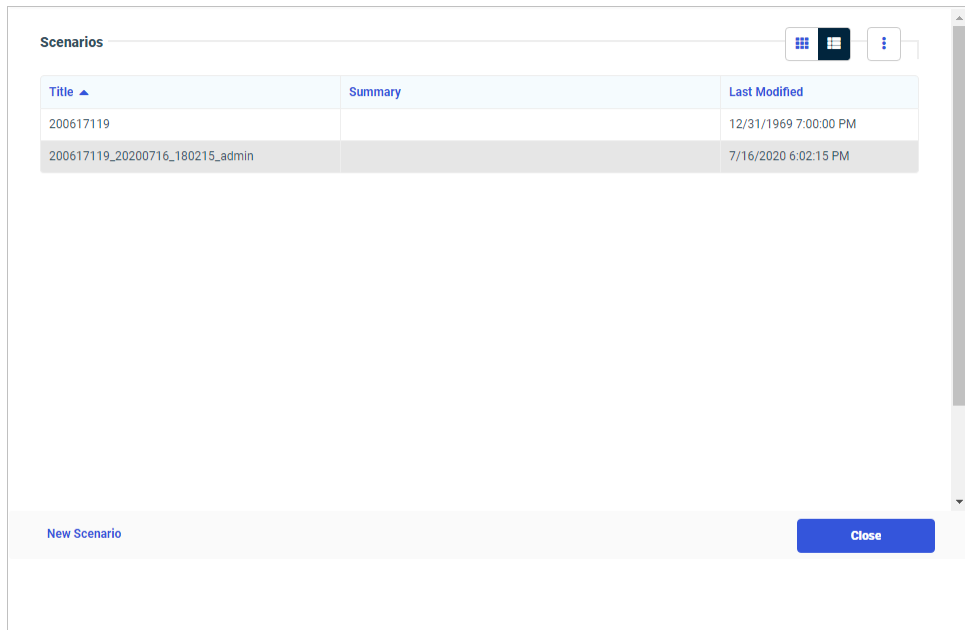 Scenarios
Title Summary Last Modified
200617119 12/31/1969 7:00:00 PM
200617119_20200716_180215_admin 7/16/2020 6:02:15 PM
New Scenario Close